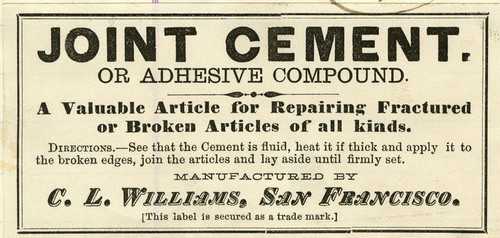 JOINT CEMENT.
OR ADHESIVE COMPOUND.
A Valuable Article for Repairing Fractured
or Broken Articles of all kinds.
DIRECTIONS.—See that the Cement is fluid, heat it if thick and apply it to
the broken edges, join the articles and lay aside until firmly set.
MANUFACTURED BY
C. L. WILLIAMS, SAN FRANCISCO.
[This label is secured as a trade mark.]